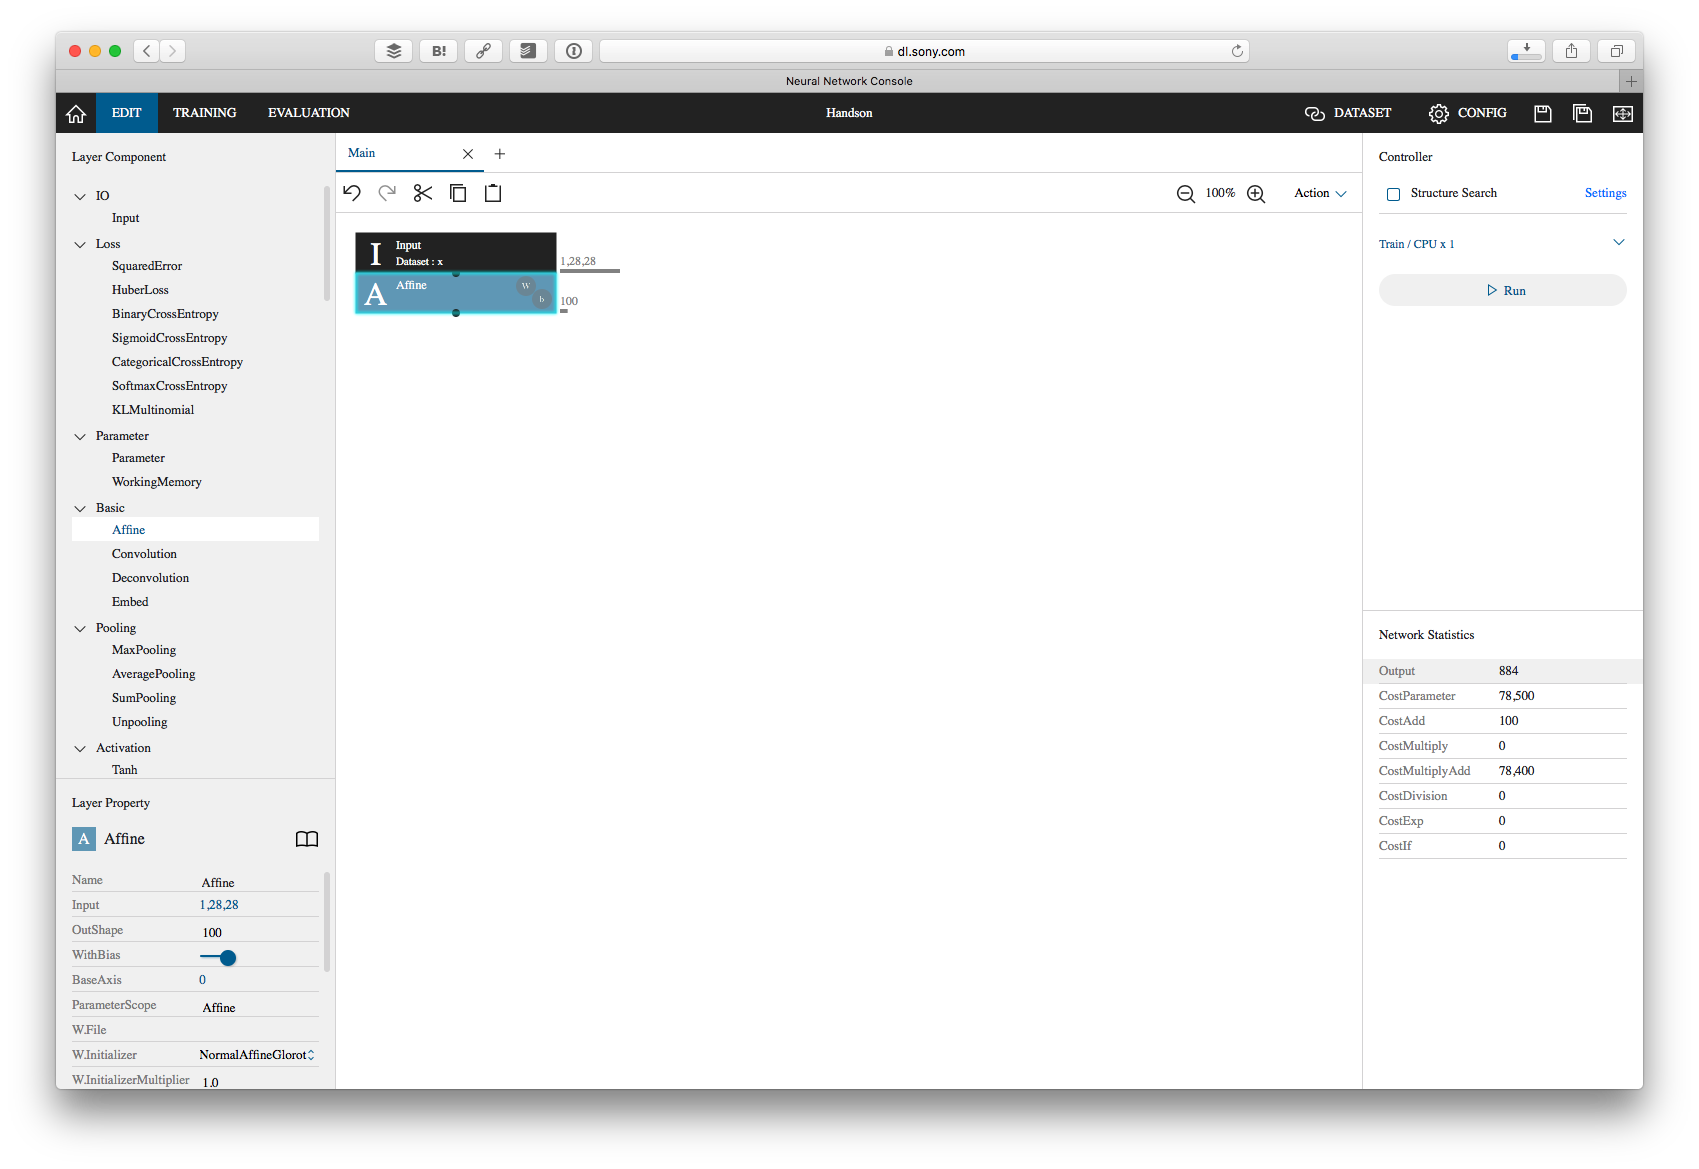 B!
dl.sony.com
Neural Network Console
EDIT
TRAINING
EVALUATION
Handson
DATASET
CONFIG
Layer Component
IO
Input
Loss
SquaredError
HuberLoss
BinaryCrossEntropy
SigmoidCrossEntropy
CategoricalCrossEntropy
SoftmaxCrossEntropy
KLMultinomial
Parameter
Parameter
WorkingMemory
Basic
Affine
Convolution
Deconvolution
Embed
Pooling
MaxPooling
AveragePooling
SumPooling
Unpooling
Activation
Tanh
Layer Property
A Affine
Name Affine
Input 1,28,28
OutShape 100
WithBias
BaseAxis 0
ParameterScope Affine
W.File
W.Initializer NormalAffineGlorot
W.InitializerMultiplier 1.0
Main
100%
Action
I Input
Dataset : x
1,28,28
A Affine
W
b
100
Controller
Structure Search Settings
Train / CPU x 1
Run
Network Statistics
Output 884
CostParameter 78,500
CostAdd 100
CostMultiply 0
CostMultiplyAdd 78,400
CostDivision 0
CostExp 0
CostIf 0